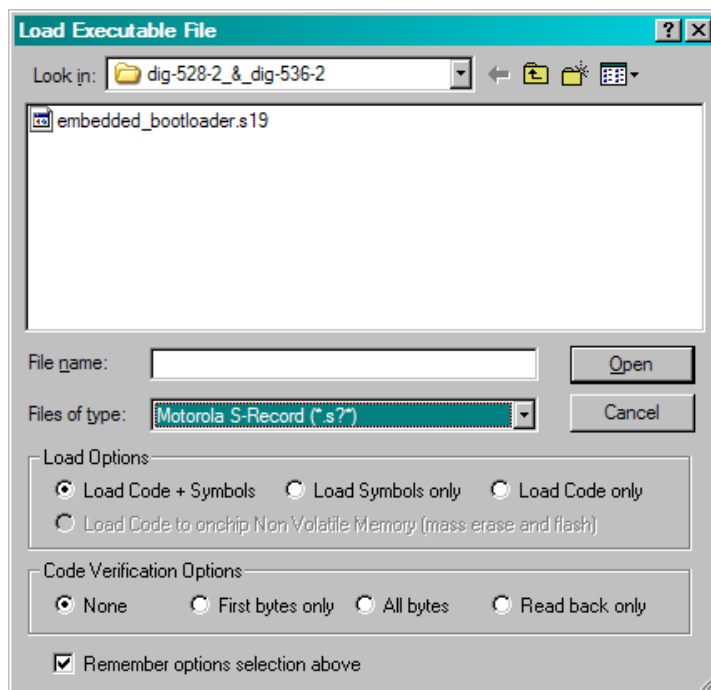 Load Executable File
Look in: dig-528-2_&_dig-536-2
embedded_bootloader.s19
File name: Open
Files of type: Motorola S-Record (*.s?*) Cancel
Load Options
Load Code + Symbols Load Symbols only Load Code only
Load Code to onchip Non Volatile Memory (mass erase and flash)
Code Verification Options
None First bytes only All bytes Read back only
Remember options selection above